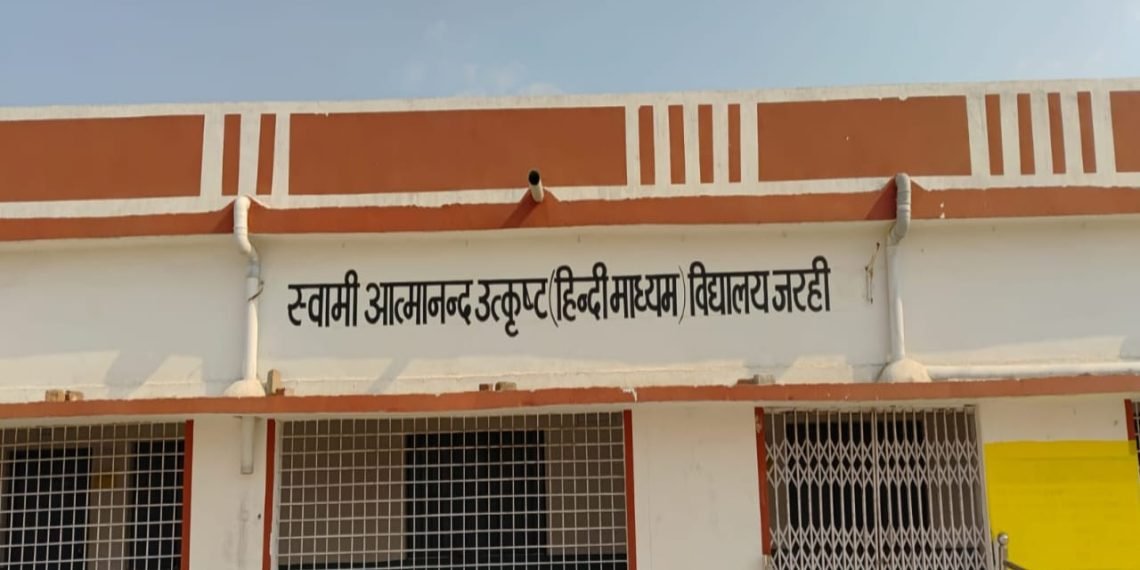 स्वामी आत्मानन्द उत्कृष्ट (हिन्दी माध्यम) विद्यालय जरही